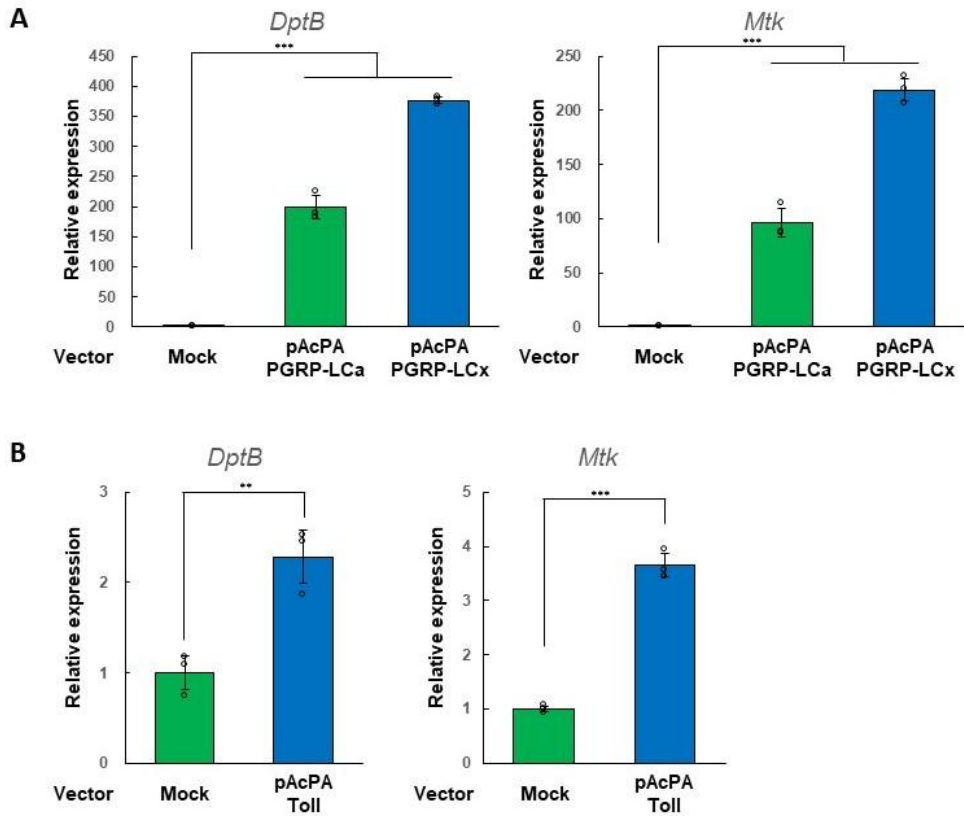 A
DptB
Mtk
***
***
Relative expression
450
400
350
300
250
200
150
100
50
0
Relative expression
250
200
150
100
50
0
Vector
Mock
pAcPA
PGRP-LCa
pAcPA
PGRP-LCx
Mock
pAcPA
PGRP-LCa
pAcPA
PGRP-LCx
B
DptB
Mtk
**
***
Relative expression
3
2
1
0
Relative expression
5
4
3
2
1
0
Vector
Mock
pAcPA
Toll
Vector
Mock
pAcPA
Toll